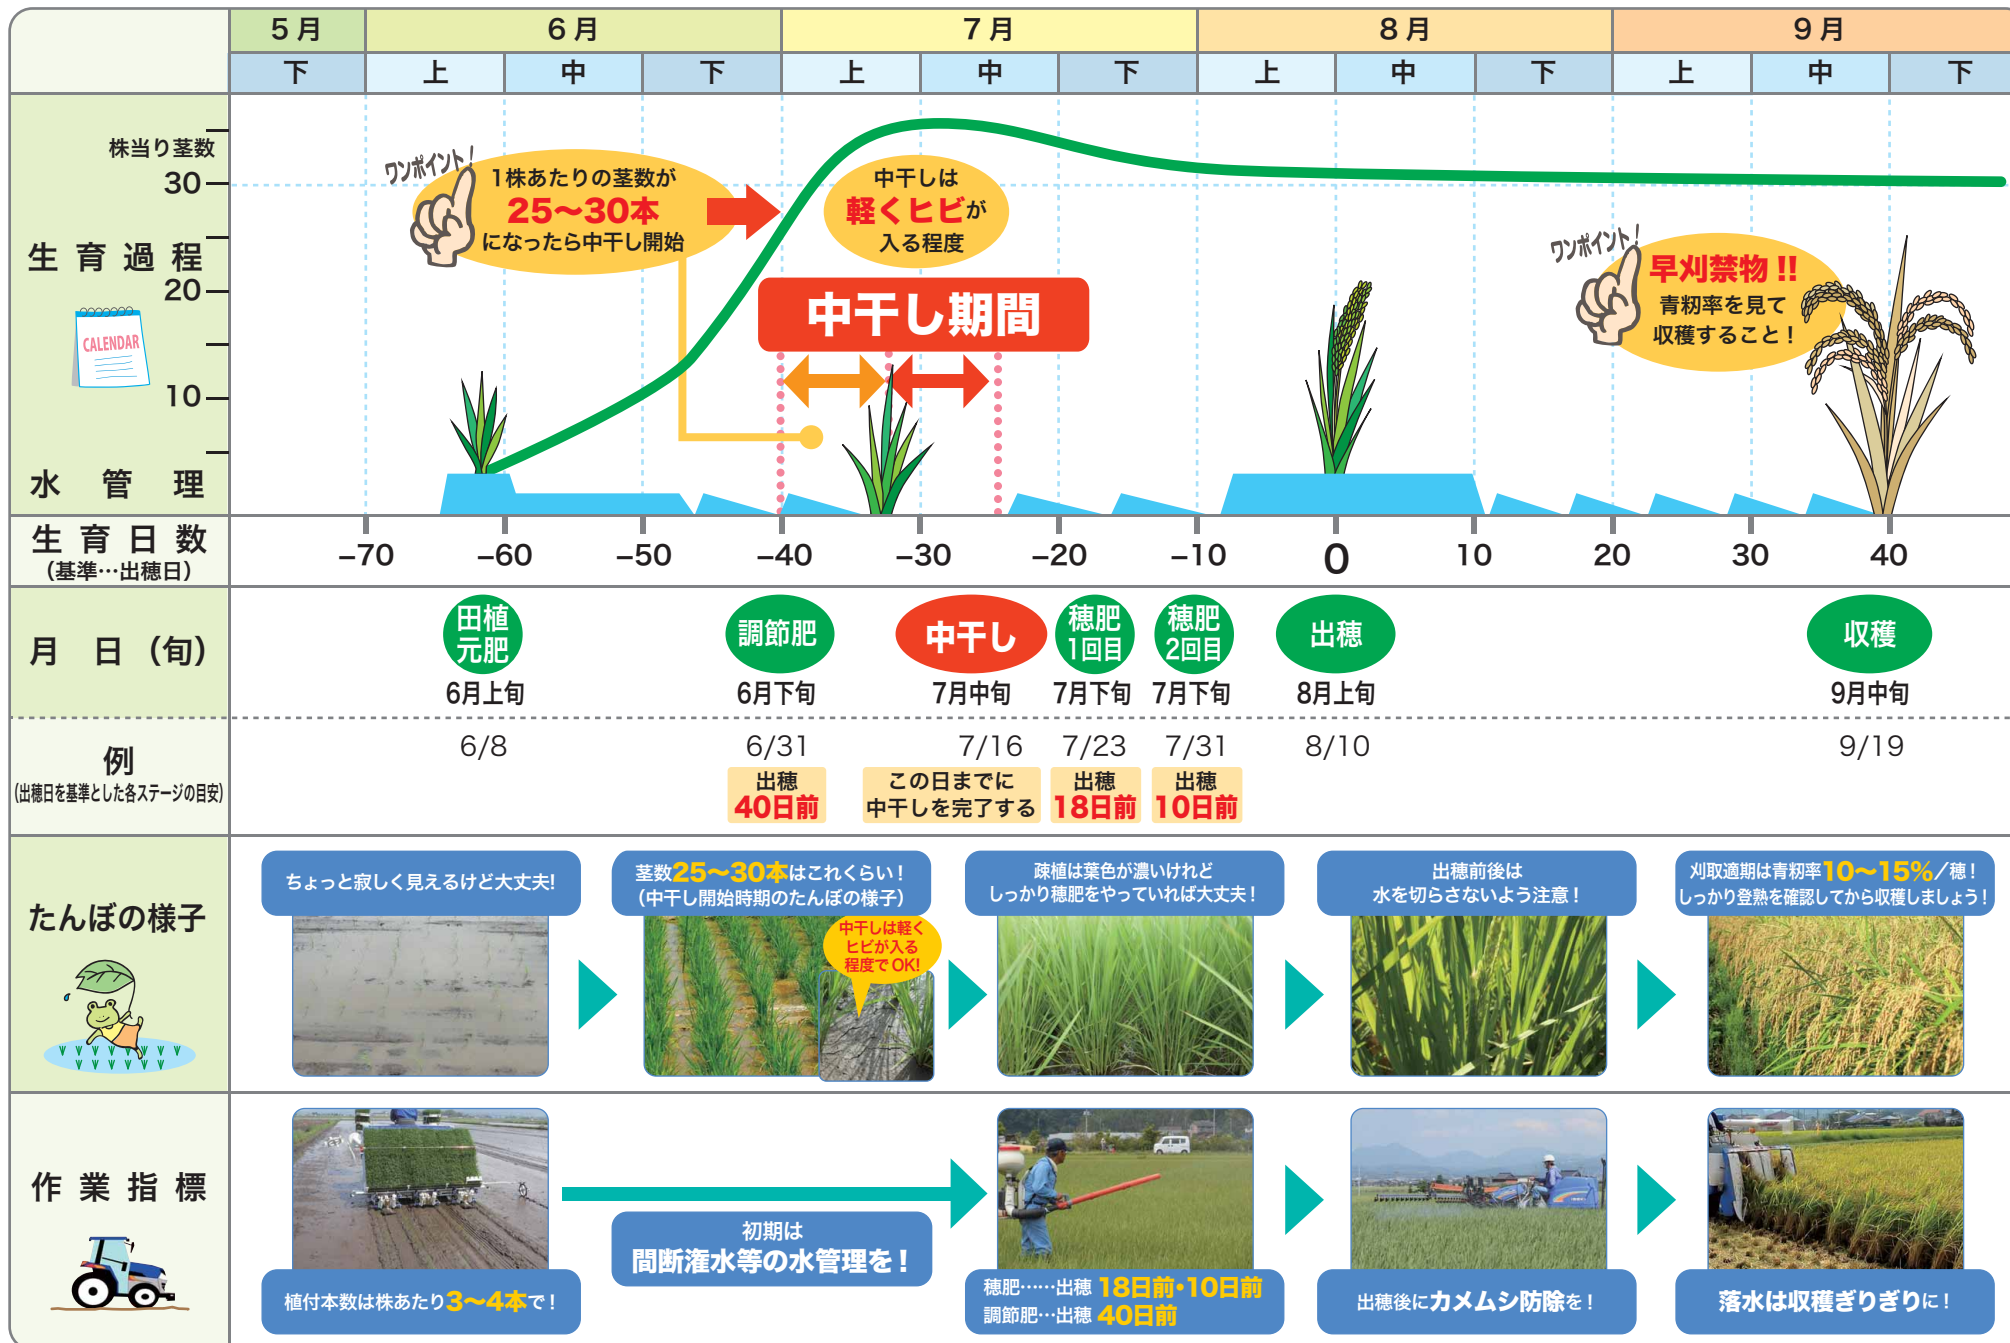 5月
6月
7月
8月
9月
下
上
中
下
上
中
下
上
中
下
上
中
下
株当り茎数
30
生育過程
20
CALENDAR
10
水管理
ワンポイント!
1株あたりの茎数が
25〜30本
になったら中干し開始
中干しは
軽くヒビが
入る程度
中干し期間
ワンポイント!
早刈禁物!!
青籾率を見て
収穫すること!
生育日数
(基準…出穂日)
−70
−60
−50
−40
−30
−20
−10
0
10
20
30
40
月日(旬)
田植
元肥
6月上旬
調節肥
6月下旬
中干し
7月中旬
穂肥
1回目
7月下旬
穂肥
2回目
7月下旬
出穂
8月上旬
収穫
9月中旬
例
(出穂日を基準とした各ステージの目安)
6/8
6/31
出穂
40日前
7/16
この日までに
中干しを完了する
7/23
出穂
18日前
7/31
出穂
10日前
8/10
9/19
たんぼの様子
ちょっと寂しく見えるけど大丈夫!
茎数25〜30本はこれくらい!
(中干し開始時期のたんぼの様子)
中干しは軽く
ヒビが入る
程度でOK!
疎植は葉色が濃いけれど
しっかり穂肥をやっていれば大丈夫!
出穂前後は
水を切らさないよう注意!
刈取適期は青籾率10〜15%/穂!
しっかり登熟を確認してから収穫しましょう!
作業指標
植付本数は株あたり3〜4本で!
初期は
間断潅水等の水管理を!
穂肥……出穂 18日前・10日前
調節肥…出穂 40日前
出穂後にカメムシ防除を!
落水は収穫ぎりぎりに!